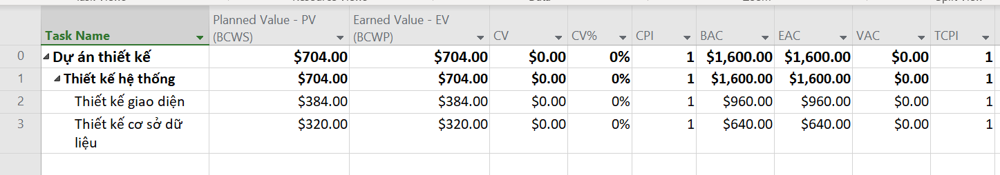 Planned Value - PV Earned Value - EV
Task Name (BCWS) (BCWP) CV CV% CPI BAC EAC VAC TCPI
0 Dự án thiết kế $704.00 $704.00 $0.00 0% 1 $1,600.00 $1,600.00 $0.00 1
1 Thiết kế hệ thống $704.00 $704.00 $0.00 0% 1 $1,600.00 $1,600.00 $0.00 1
2 Thiết kế giao diện $384.00 $384.00 $0.00 0% 1 $960.00 $960.00 $0.00 1
3 Thiết kế cơ sở dữ $320.00 $320.00 $0.00 0% 1 $640.00 $640.00 $0.00 1
liệu